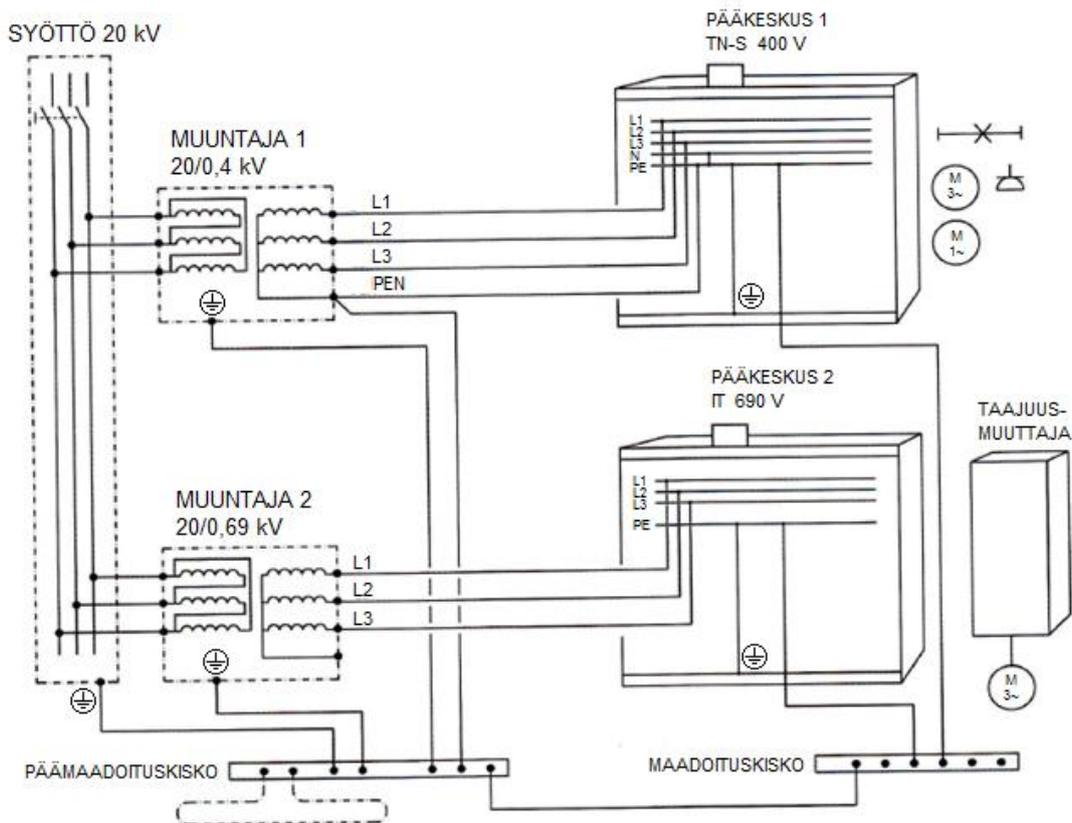 SYÖTTÖ 20 kV
PÄÄKESKUS 1
TN-S 400 V
L1
L2
L3
N
PE
M
3~
M
1~
MUUNTAJA 1
20/0,4 kV
L1
L2
L3
PEN
PÄÄKESKUS 2
IT 690 V
L1
L2
L3
PE
TAAJUUS-
MUUTTAJA
M
3~
MUUNTAJA 2
20/0,69 kV
L1
L2
L3
PÄÄMAADOITUSKISKO
MAADOITUSKISKO